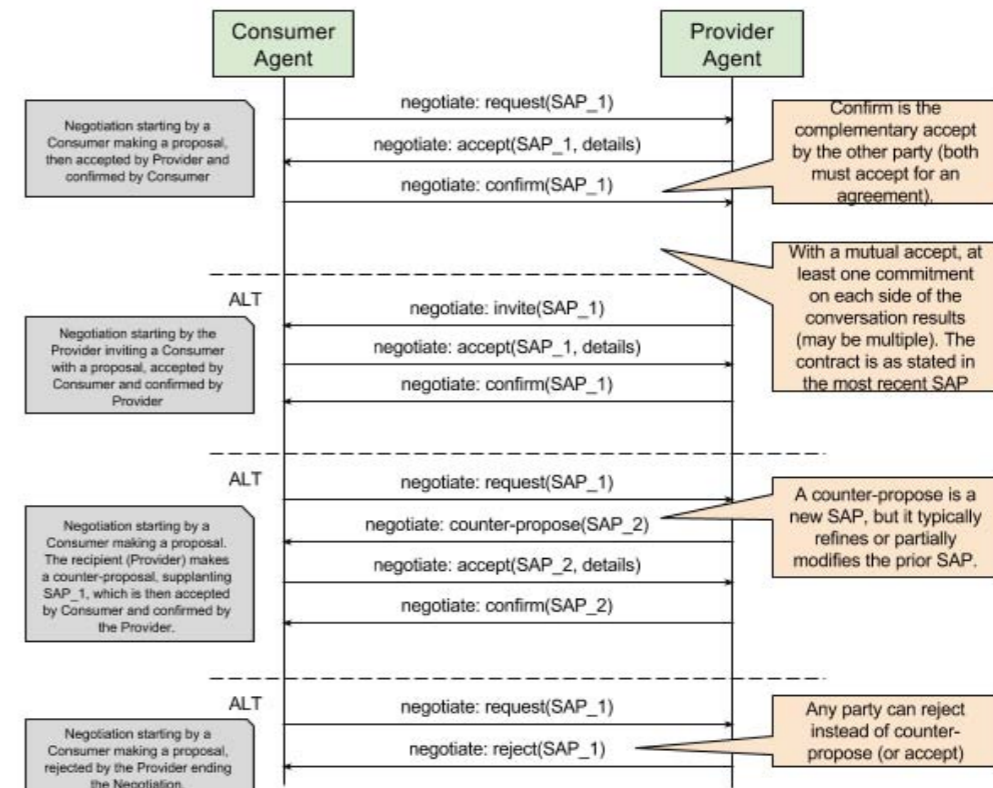 Consumer
Agent
Provider
Agent
negotiate: request(SAP_1)
Negotiation starting by a
Consumer making a proposal,
then accepted by Provider and
confirmed by Consumer
negotiate: accept(SAP_1, details)
negotiate: confirm(SAP_1)
Confirm is the
complementary accept
by the other party (both
must accept for an
agreement).
With a mutual accept, at
least one commitment
on each side of the
conversation results
(may be multiple). The
contract is as stated in
the most recent SAP
ALT
negotiate: invite(SAP_1)
Negotiation starting by the
Provider inviting a Consumer
with a proposal, accepted by
Consumer and confirmed by
Provider
negotiate: accept(SAP_1, details)
negotiate: confirm(SAP_1)
ALT
negotiate: request(SAP_1)
Negotiation starting by a
Consumer making a proposal.
The recipient (Provider) makes
a counter-proposal, supplanting
SAP_1, which is then accepted
by Consumer and confirmed by
the Provider.
negotiate: counter-propose(SAP_2)
negotiate: accept(SAP_2, details)
negotiate: confirm(SAP_2)
A counter-propose is a
new SAP, but it typically
refines or partially
modifies the prior SAP.
ALT
negotiate: request(SAP_1)
Negotiation starting by a
Consumer making a proposal,
rejected by the Provider ending
the Negotiation.
negotiate: reject(SAP_1)
Any party can reject
instead of counter-
propose (or accept)